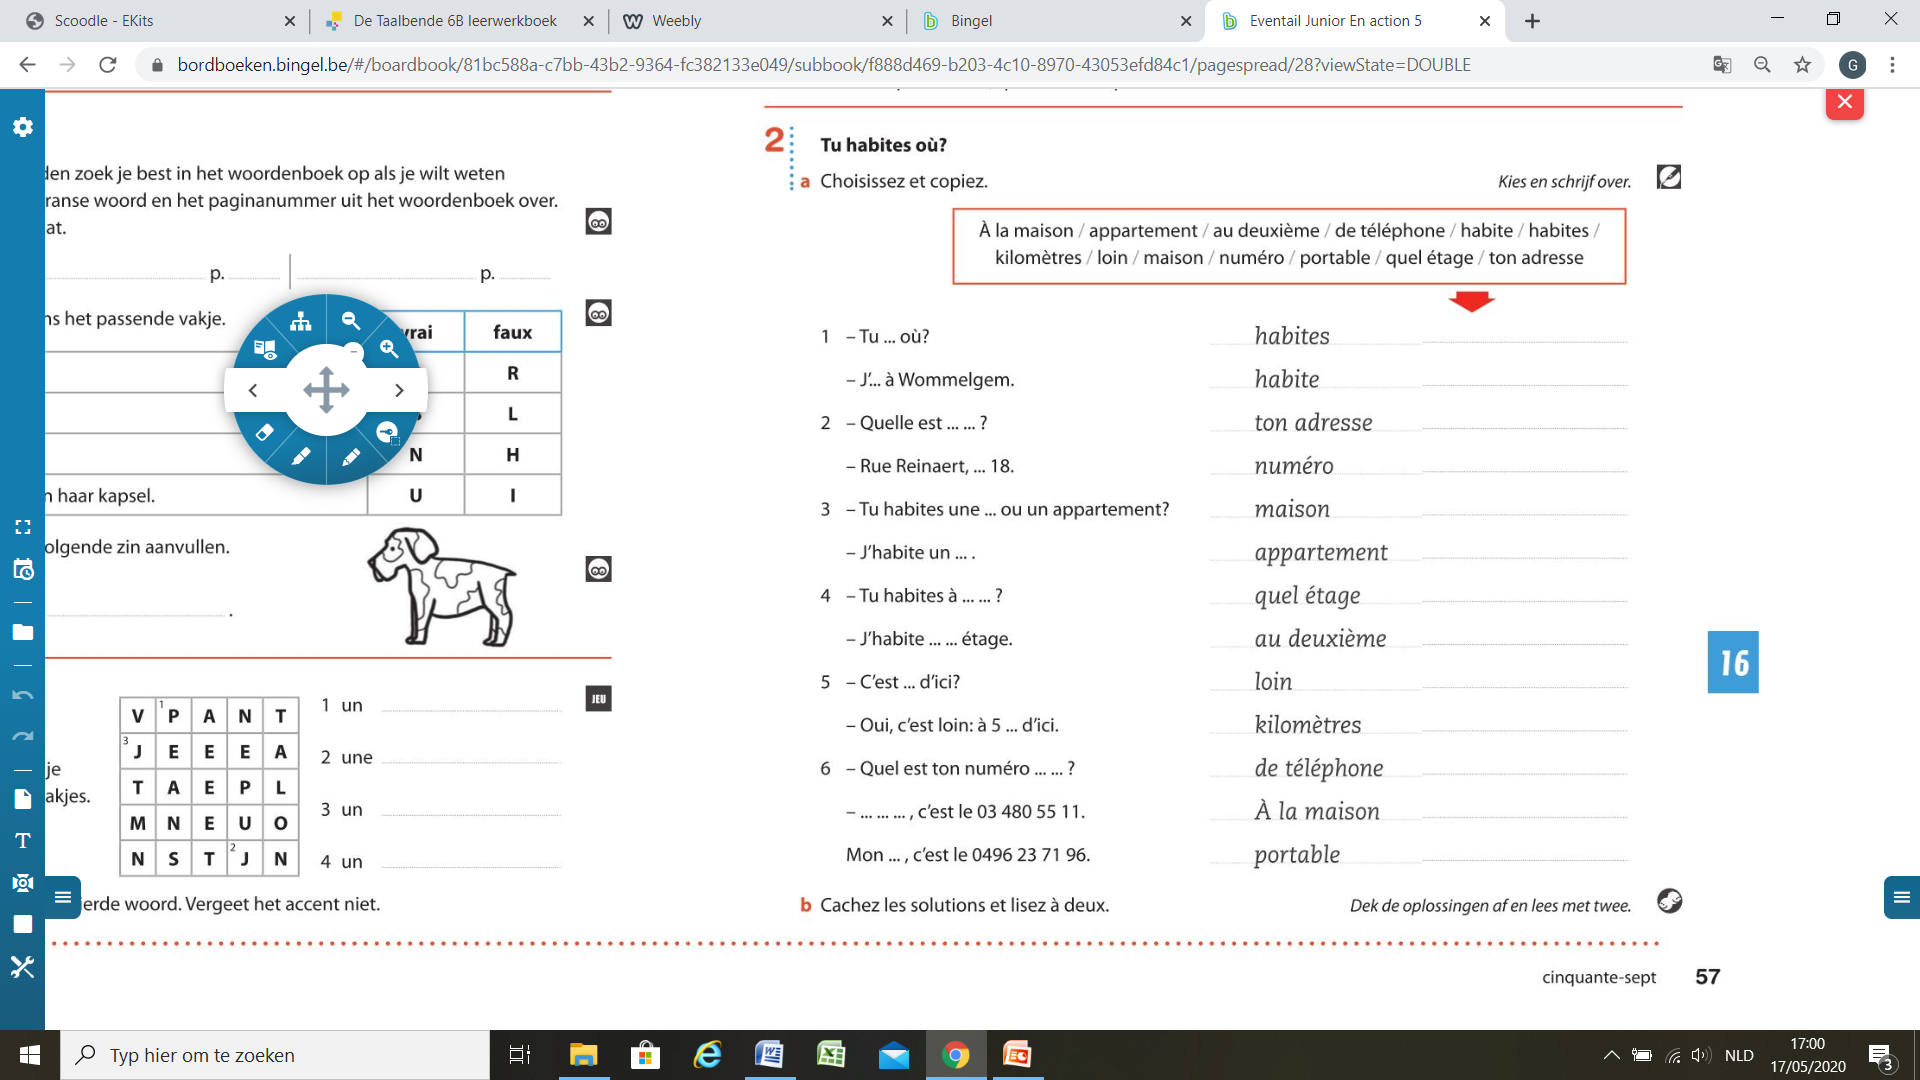 Scoodle - EKits
De Taalbende 6B leerwerkboek
Weebly
Bingel
Eventail Junior En action 5
bordboeken.bingel.be/#/boardbook/81bc588a-c7bb-43b2-9364-fc382133e049/subbook/f888d469-b203-4c10-8970-43053efd84c1/pagespread/28?viewState=DOUBLE
G
den zoek je best in het woordenboek op als je wilt weten
ranse woord en het paginanummer uit het woordenboek over.
at.
p. p.
ns het passende vakje.
vrai faux
R
L
N H
n haar kapsel. U I
olgende zin aanvullen.
.
JEU
V 1 P A N T
3 J E E E A
T A E P L
M N E U O
N S T 2 J N
je
akjes.
1 un
2 une
3 un
4 un
ierde woord. Vergeet het accent niet.
2 Tu habites où?
a Choisissez et copiez. Kies en schrijf over.
À la maison / appartement / au deuxième / de téléphone / habite / habites /
kilomètres / loin / maison / numéro / portable / quel étage / ton adresse
1 – Tu ... où? habites
– J'... à Wommelgem. habite
2 – Quelle est ... ... ? ton adresse
– Rue Reinaert, ... 18. numéro
3 – Tu habites une ... ou un appartement? maison
– J'habite un ... . appartement
4 – Tu habites à ... ... ? quel étage
– J'habite ... ... étage. au deuxième
5 – C'est ... d'ici? loin
– Oui, c'est loin: à 5 ... d'ici. kilomètres
6 – Quel est ton numéro ... ... ? de téléphone
– ... ... ... , c'est le 03 480 55 11. À la maison
Mon ... , c'est le 0496 23 71 96. portable
b Cachez les solutions et lisez à deux. Dek de oplossingen af en lees met twee.
16
cinquante-sept 57
T
Typ hier om te zoeken
NLD
17:00
17/05/2020
3